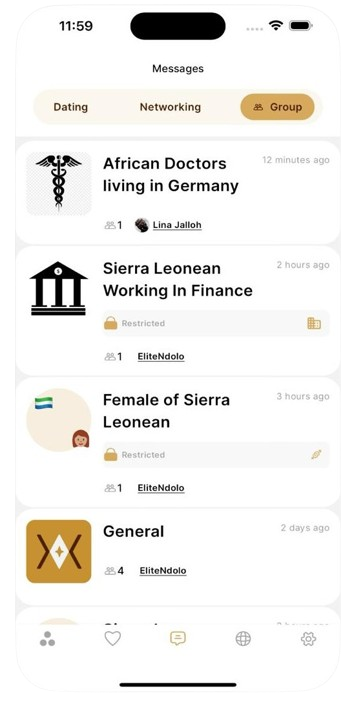 11:59
Messages
Dating Networking Group
African Doctors 12 minutes ago
living in Germany
1 Lina Jalloh
Sierra Leonean 2 hours ago
Working In Finance
Restricted
1 EliteNdolo
Female of Sierra 3 hours ago
Leonean
Restricted
1 EliteNdolo
General 2 days ago
4 EliteNdolo